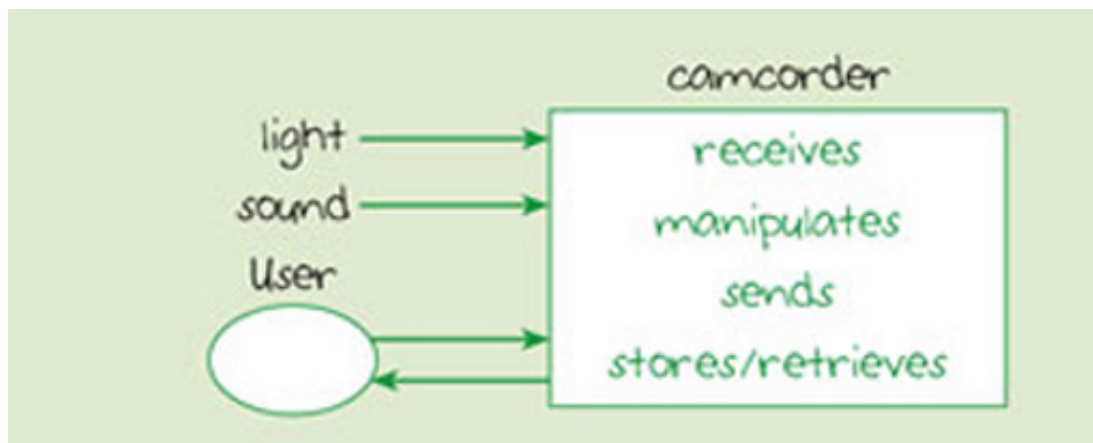 camcorder
light
receives
sound
manipulates
User
sends
stores/retrieves